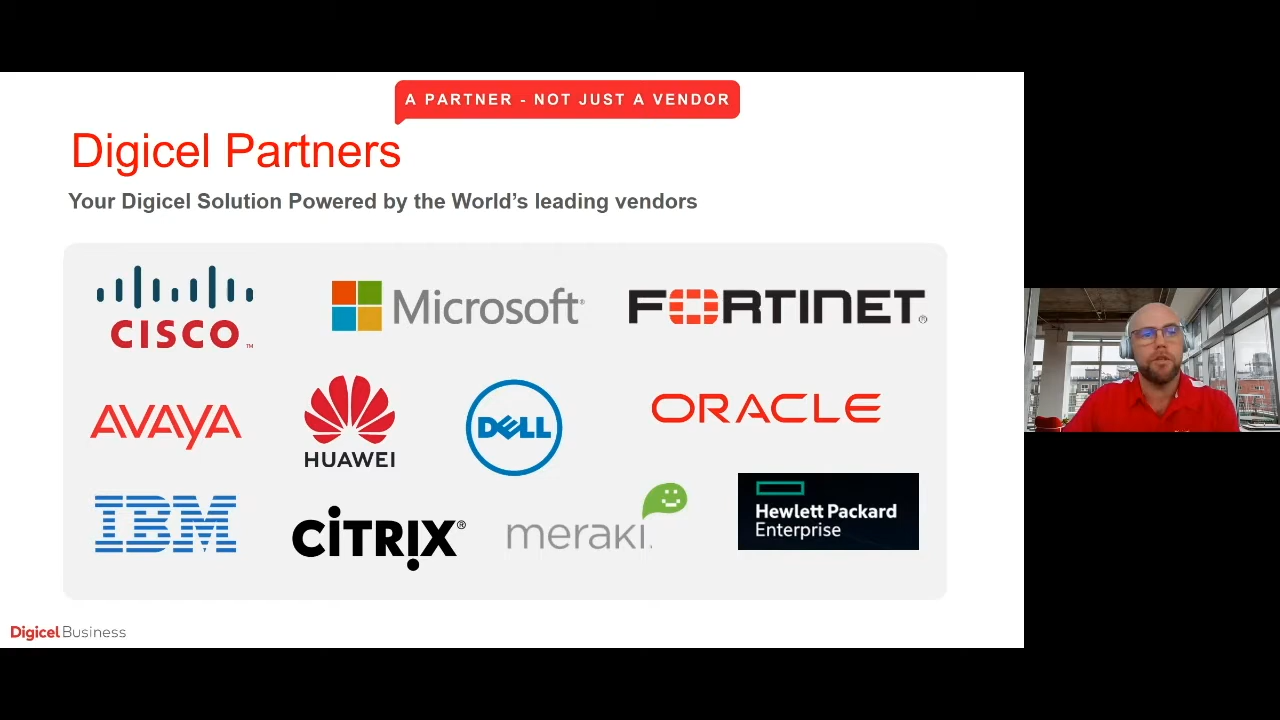 A PARTNER - NOT JUST A VENDOR
Digicel Partners
Your Digicel Solution Powered by the World's leading vendors
CISCO™
Microsoft®
FORTINET®
AVAYA
HUAWEI
DELL
ORACLE
IBM
CiTRIX®
meraki.
Hewlett Packard
Enterprise
Digicel Business